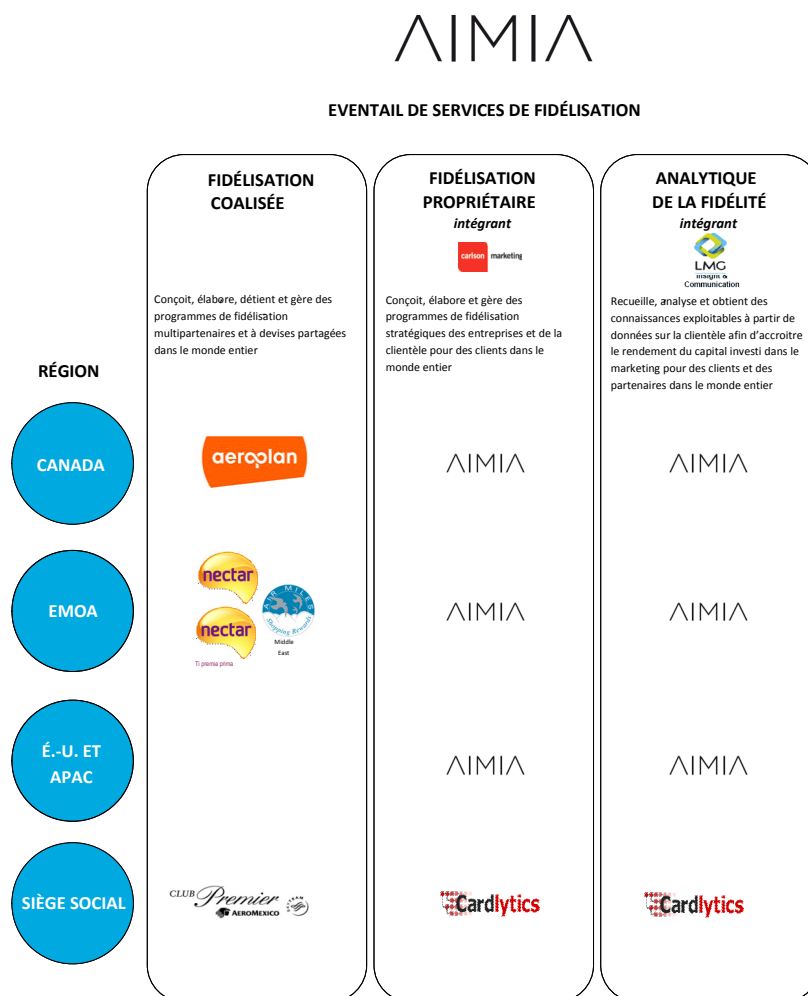 AIMIA
EVENTAIL DE SERVICES DE FIDÉLISATION
FIDÉLISATION
COALISÉE
Conçoit, élabore, détient et gère des
programmes de fidélisation
multipartenaires et à devises partagées
dans le monde entier
FIDÉLISATION
PROPRIÉTAIRE
intégrant
carlson marketing
Conçoit, élabore et gère des
programmes de fidélisation
stratégiques des entreprises et de la
clientèle pour des clients dans le
monde entier
ANALYTIQUE
DE LA FIDÉLITÉ
intégrant
LMG
Insight &
Communication
Recueille, analyse et obtient des
connaissances exploitables à partir de
données sur la clientèle afin d’accroitre
le rendement du capital investi dans le
marketing pour des clients et des
partenaires dans le monde entier
RÉGION
CANADA
aeroplan
AIMIA
AIMIA
EMOA
nectar
nectar
Ti premia prima
AIR MILES
Shopping Rewards
Middle
East
AIMIA
AIMIA
É.-U. ET
APAC
AIMIA
AIMIA
SIÈGE SOCIAL
CLUB Premier
AEROMEXICO
SKYTEAM
Cardlytics
Cardlytics